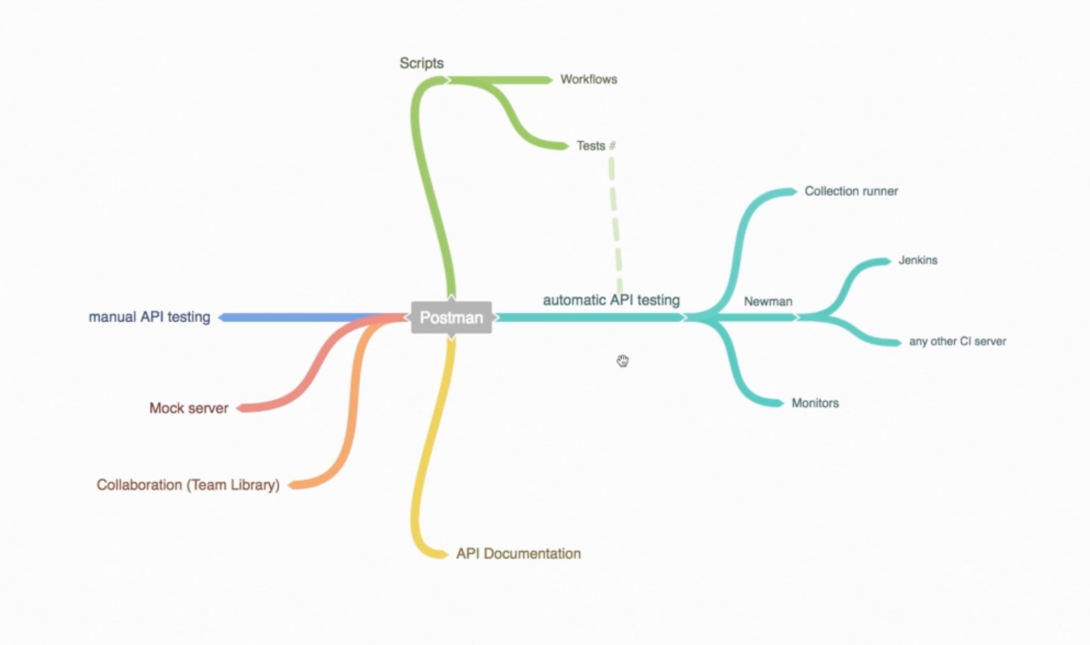 Scripts
Workflows
Tests #
Collection runner
Jenkins
automatic API testing
Newman
manual API testing
Postman
any other CI server
Mock server
Monitors
Collaboration (Team Library)
API Documentation